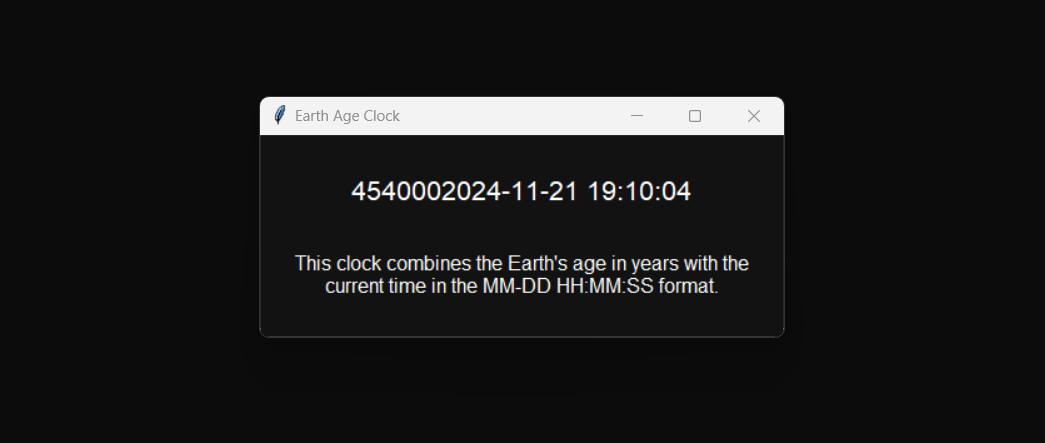 Earth Age Clock
4540002024-11-21 19:10:04
This clock combines the Earth's age in years with the
current time in the MM-DD HH:MM:SS format.